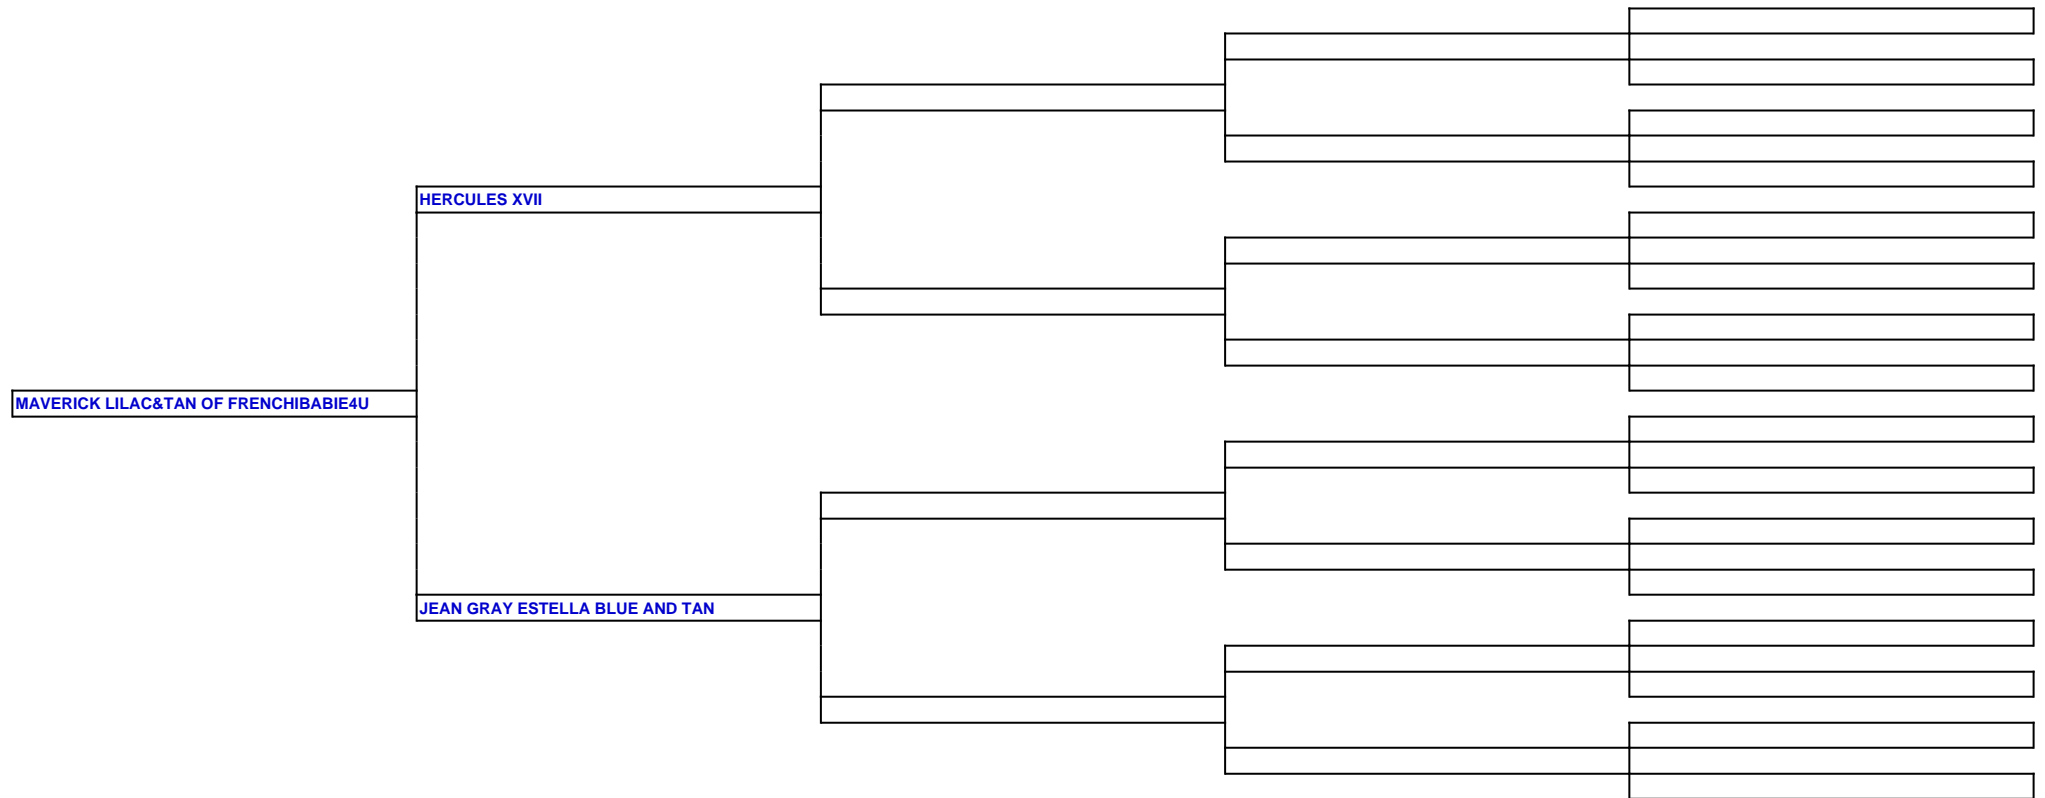 HERCULES XVII
MAVERICK LILAC&TAN OF FRENCHIBABIE4U
JEAN GRAY ESTELLA BLUE AND TAN